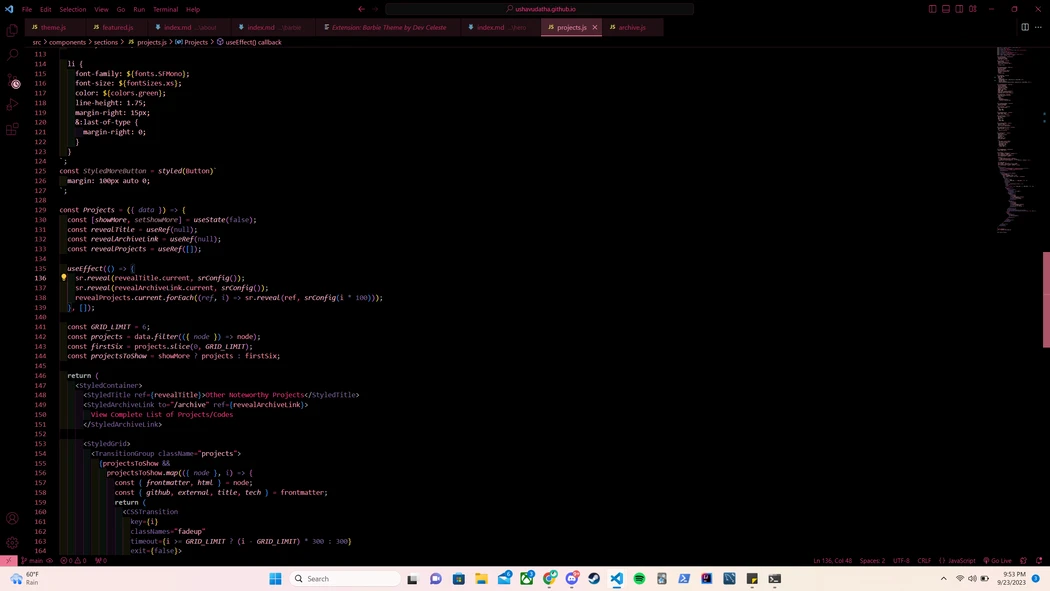 File Edit Selection View Go Run Terminal Help
ushavudatha.github.io
JS theme.js
JS featured.js
index.md ...\about
index.md
Extension: Barbie Theme by Dev Celeste
index.md ...\hero
JS projects.js
JS archive.js
src > components > sections > JS projects.js > Projects > useEffect() callback
113
114 li {
115 font-family: ${fonts.SFMono};
116 font-size: ${fontSizes.xs};
117 color: ${colors.green};
118 line-height: 1.75;
119 margin-right: 15px;
120 &:last-of-type {
121 margin-right: 0;
122 }
123 }
124 `;
125 const StyledMoreButton = styled(Button)`
126 margin: 100px auto 0;
127 `;
128
129 const Projects = ({ data }) => {
130 const [showMore, setShowMore] = useState(false);
131 const revealTitle = useRef(null);
132 const revealArchiveLink = useRef(null);
133 const revealProjects = useRef([]);
134
135 useEffect(() => {
136 sr.reveal(revealTitle.current, srConfig());
137 sr.reveal(revealArchiveLink.current, srConfig());
138 revealProjects.current.forEach((ref, i) => sr.reveal(ref, srConfig(i * 100)));
139 }, []);
140
141 const GRID_LIMIT = 6;
142 const projects = data.filter(({ node }) => node);
143 const firstSix = projects.slice(0, GRID_LIMIT);
144 const projectsToShow = showMore ? projects : firstSix;
145
146 return (
147 <StyledContainer>
148 <StyledTitle ref={revealTitle}>Other Noteworthy Projects</StyledTitle>
149 <StyledArchiveLink to="/archive" ref={revealArchiveLink}>
150 View Complete List of Projects/Codes
151 </StyledArchiveLink>
152
153 <StyledGrid>
154 <TransitionGroup className="projects">
155 {projectsToShow &&
156 projectsToShow.map(({ node }, i) => {
157 const { frontmatter, html } = node;
158 const { github, external, title, tech } = frontmatter;
159 return (
160 <CSSTransition
161 key={i}
162 classNames="fadeup"
163 timeout={i >= GRID_LIMIT ? (i - GRID_LIMIT) * 300 : 300}
164 exit={false}>
main 0 0 0 Ln 136, Col 48 Spaces: 2 UTF-8 CRLF {} JavaScript Go Live
60°F
Rain
Search
9:53 PM
9/23/2023